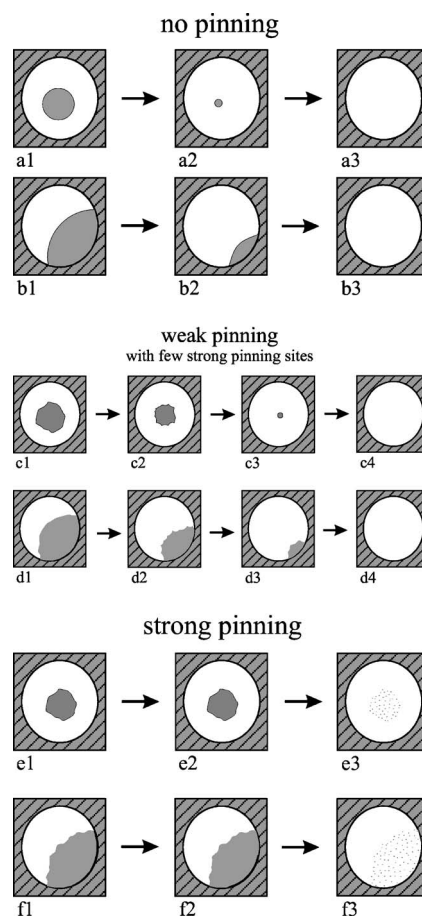 no pinning
a1 a2 a3
b1 b2 b3
weak pinning
with few strong pinning sites
c1 c2 c3 c4
d1 d2 d3 d4
strong pinning
e1 e2 e3
f1 f2 f3